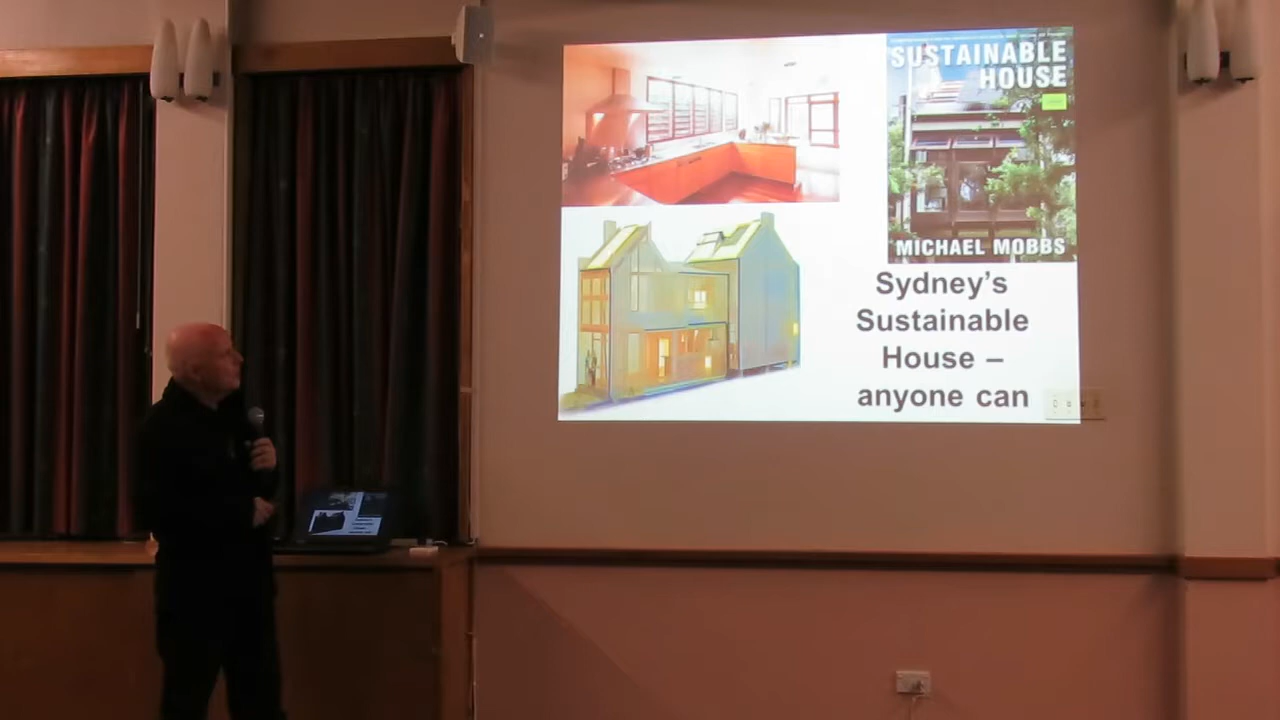 SUSTAINABLE
HOUSE
MICHAEL MOBBS
Sydney's
Sustainable
House –
anyone can